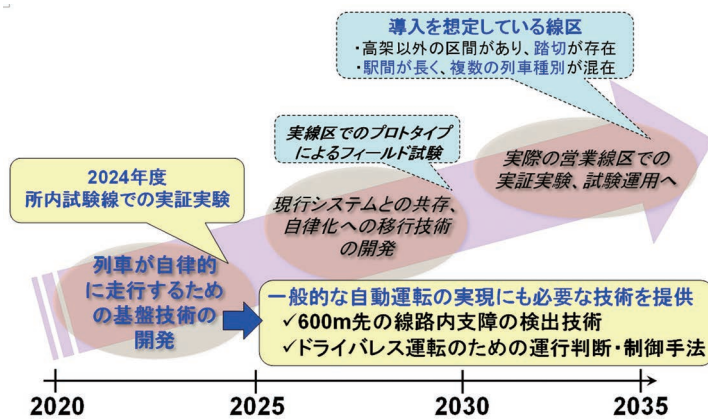 導入を想定している線区
・高架以外の区間があり、踏切が存在
・駅間が長く、複数の列車種別が混在
実線区でのプロトタイプ
によるフィールド試験
実際の営業線区での
実証実験、試験運用へ
2024年度
所内試験線での実証実験
現行システムとの共存、
自律化への移行技術
の開発
列車が自律的
に走行するため
の基盤技術の
開発
一般的な自動運転の実現にも必要な技術を提供
✓600m先の線路内支障の検出技術
✓ドライバレス運転のための運行判断・制御手法
2020
2025
2030
2035